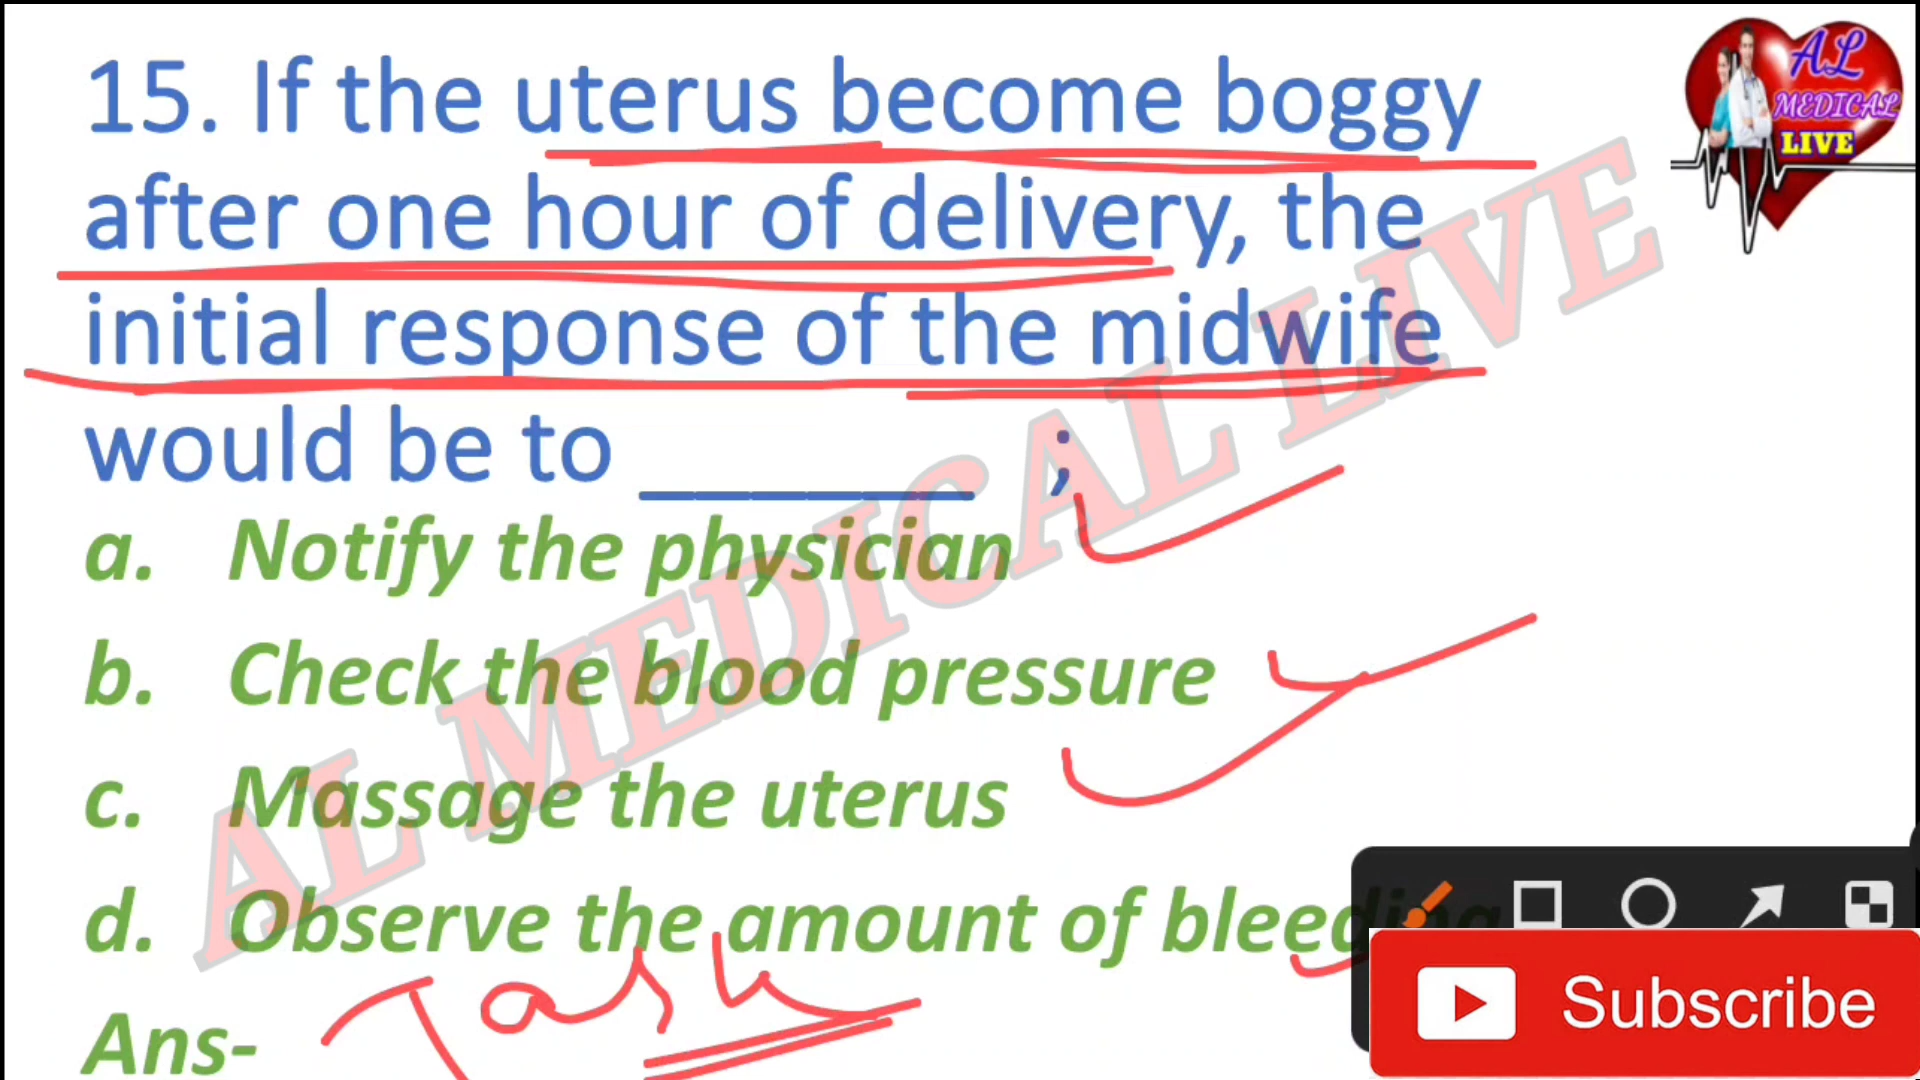 15. If the uterus become boggy
after one hour of delivery, the
initial response of the midwife
would be to ______ ;
a. Notify the physician
b. Check the blood pressure
c. Massage the uterus
d. Observe the amount of bleeding
Ans-
Task
AL MEDICAL LIVE
AL
MEDICAL
LIVE
Subscribe